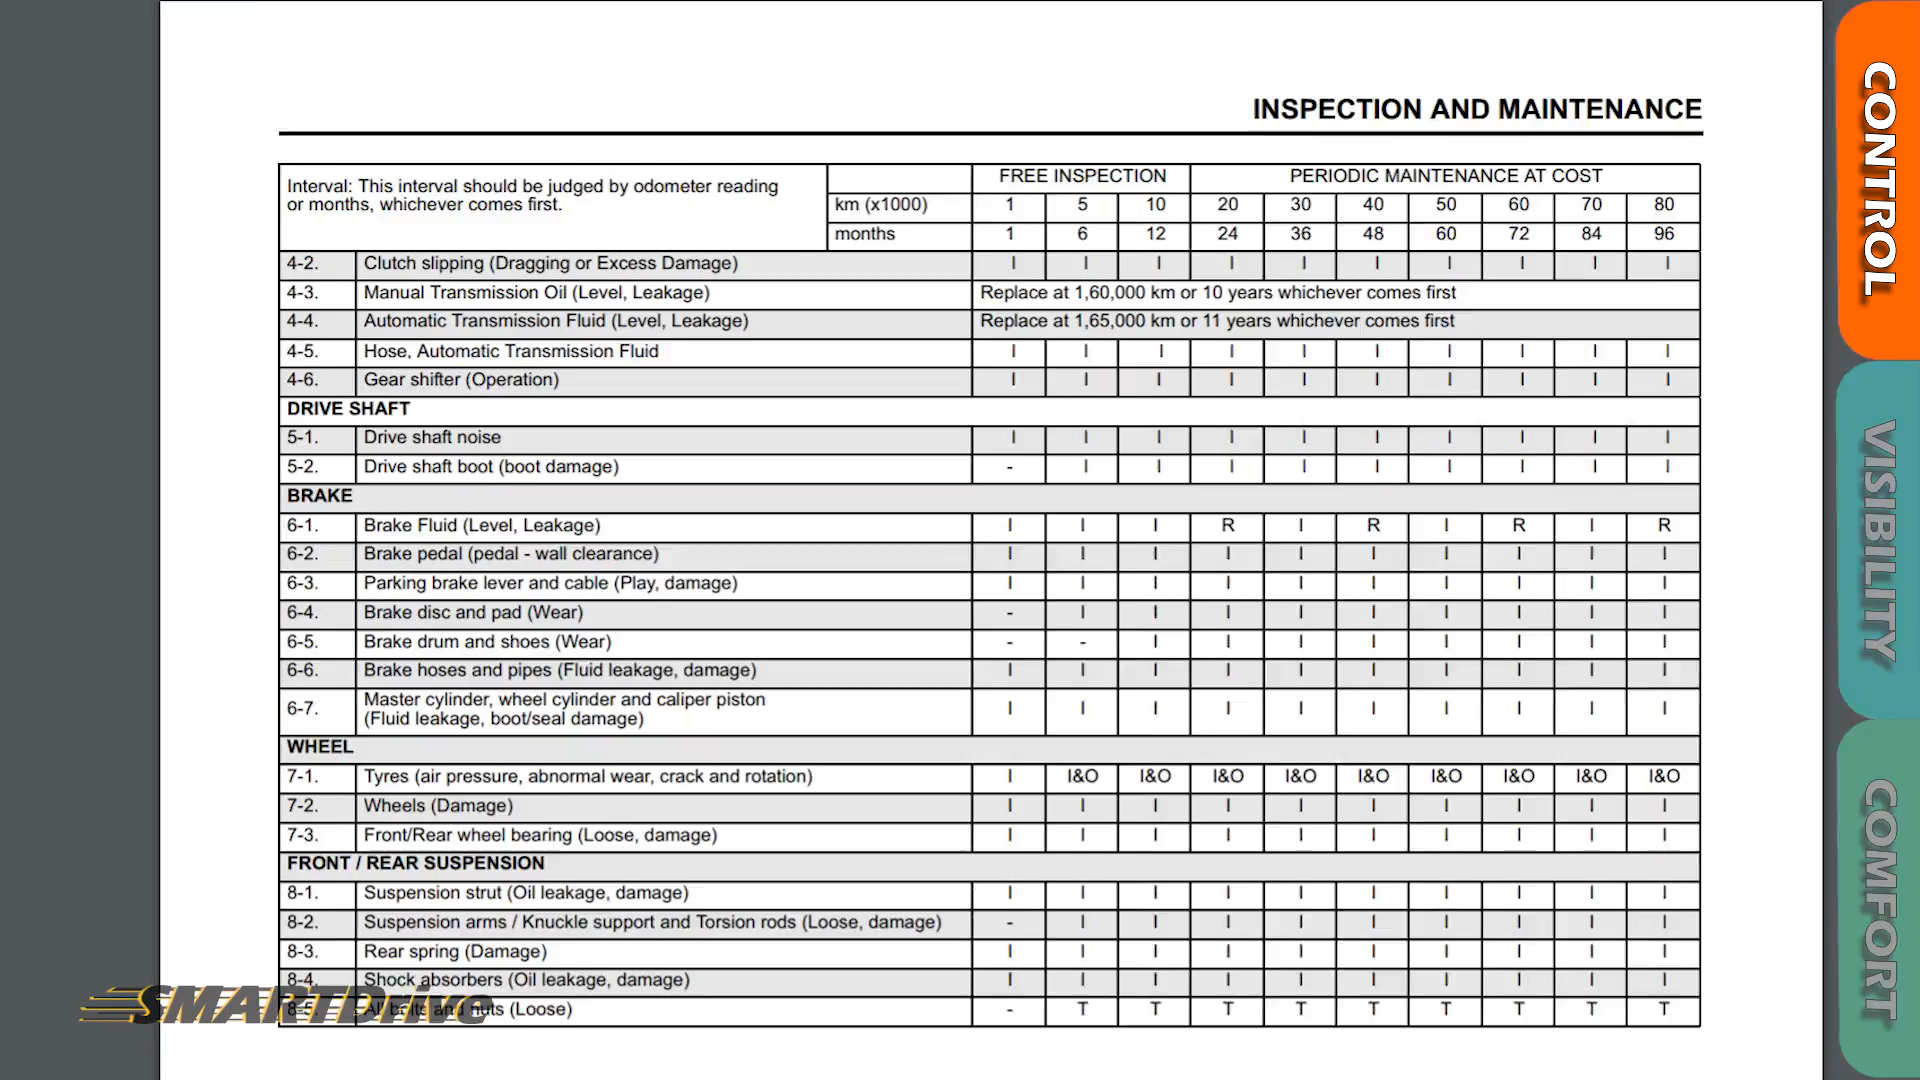 INSPECTION AND MAINTENANCE
Interval: This interval should be judged by odometer reading
or months, whichever comes first.
FREE INSPECTION PERIODIC MAINTENANCE AT COST
km (x1000) 1 5 10 20 30 40 50 60 70 80
months 1 6 12 24 36 48 60 72 84 96
4-2. Clutch slipping (Dragging or Excess Damage) I I I I I I I I I I
4-3. Manual Transmission Oil (Level, Leakage) Replace at 1,60,000 km or 10 years whichever comes first
4-4. Automatic Transmission Fluid (Level, Leakage) Replace at 1,65,000 km or 11 years whichever comes first
4-5. Hose, Automatic Transmission Fluid I I I I I I I I I I
4-6. Gear shifter (Operation) I I I I I I I I I I
DRIVE SHAFT
5-1. Drive shaft noise I I I I I I I I I I
5-2. Drive shaft boot (boot damage) - I I I I I I I I I
BRAKE
6-1. Brake Fluid (Level, Leakage) I I I R I R I R I R
6-2. Brake pedal (pedal - wall clearance) I I I I I I I I I I
6-3. Parking brake lever and cable (Play, damage) I I I I I I I I I I
6-4. Brake disc and pad (Wear) - I I I I I I I I I
6-5. Brake drum and shoes (Wear) - - I I I I I I I I
6-6. Brake hoses and pipes (Fluid leakage, damage) I I I I I I I I I I
6-7. Master cylinder, wheel cylinder and caliper piston
(Fluid leakage, boot/seal damage) I I I I I I I I I I
WHEEL
7-1. Tyres (air pressure, abnormal wear, crack and rotation) I I&O I&O I&O I&O I&O I&O I&O I&O I&O
7-2. Wheels (Damage) I I I I I I I I I I
7-3. Front/Rear wheel bearing (Loose, damage) I I I I I I I I I I
FRONT / REAR SUSPENSION
8-1. Suspension strut (Oil leakage, damage) I I I I I I I I I I
8-2. Suspension arms / Knuckle support and Torsion rods (Loose, damage) - I I I I I I I I I
8-3. Rear spring (Damage) I I I I I I I I I I
8-4. Shock absorbers (Oil leakage, damage) I I I I I I I I I I
8-5. All bolts and nuts (Loose) - T T T T T T T T T
SMARTDrive
CONTROL
VISIBILITY
COMFORT